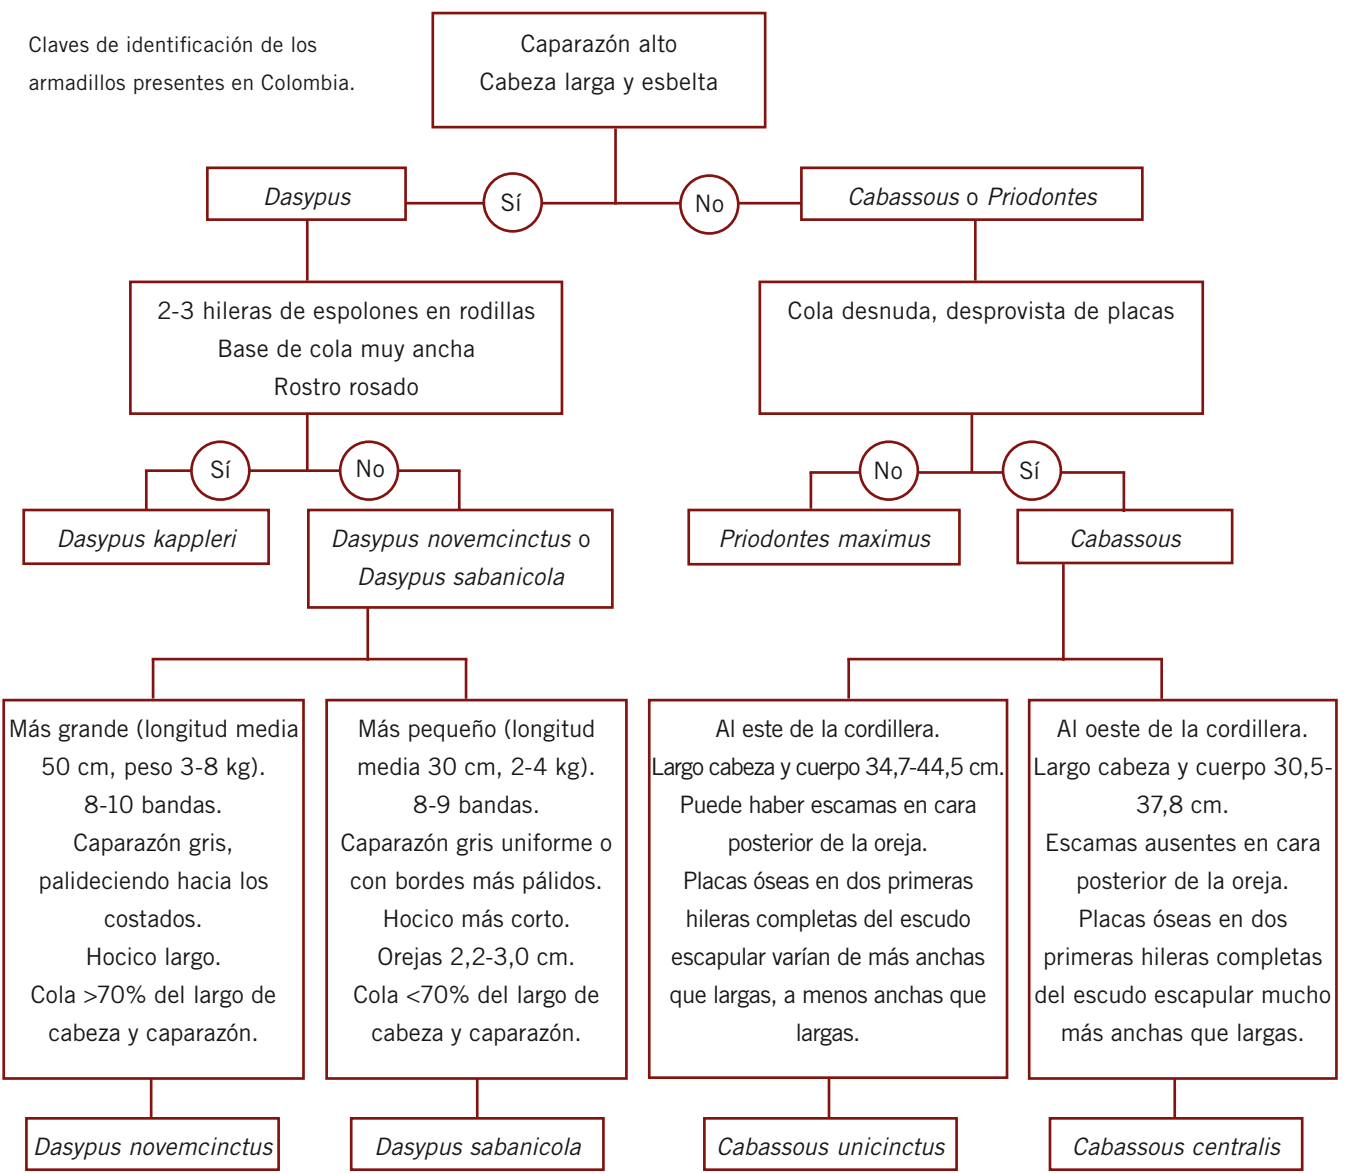 Claves de identificación de los
armadillos presentes en Colombia.
Caparazón alto
Cabeza larga y esbelta
Dasypus
Sí
No
Cabassous o Priodontes
2-3 hileras de espolones en rodillas
Base de cola muy ancha
Rostro rosado
Cola desnuda, desprovista de placas
Sí
No
No
Sí
Dasypus kappleri
Dasypus novemcinctus o
Dasypus sabanicola
Priodontes maximus
Cabassous
Más grande (longitud media
50 cm, peso 3-8 kg).
8-10 bandas.
Caparazón gris,
palideciendo hacia los
costados.
Hocico largo.
Cola >70% del largo de
cabeza y caparazón.
Más pequeño (longitud
media 30 cm, 2-4 kg).
8-9 bandas.
Caparazón gris uniforme o
con bordes más pálidos.
Hocico más corto.
Orejas 2,2-3,0 cm.
Cola <70% del largo de
cabeza y caparazón.
Al este de la cordillera.
Largo cabeza y cuerpo 34,7-44,5 cm.
Puede haber escamas en cara
posterior de la oreja.
Placas óseas en dos primeras
hileras completas del escudo
escapular varían de más anchas
que largas, a menos anchas que
largas.
Al oeste de la cordillera.
Largo cabeza y cuerpo 30,5-
37,8 cm.
Escamas ausentes en cara
posterior de la oreja.
Placas óseas en dos
primeras hileras completas
del escudo escapular mucho
más anchas que largas.
Dasypus novemcinctus
Dasypus sabanicola
Cabassous unicinctus
Cabassous centralis